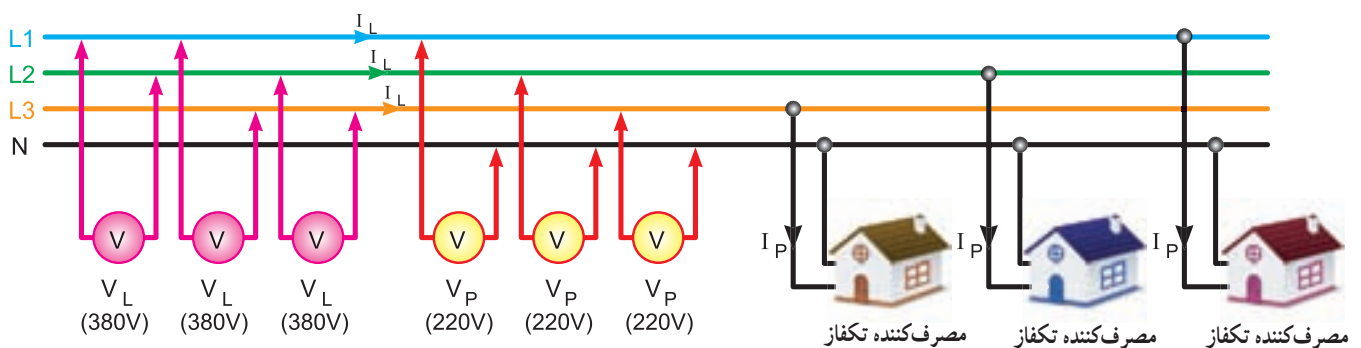 I L
L1
I L
L2
I L
L3
N
V V V V V V
I P I P I P
V L V L V L V P V P V P
(380V) (380V) (380V) (220V) (220V) (220V)
مصرف‌کننده تکفاز مصرف‌کننده تکفاز مصرف‌کننده تکفاز